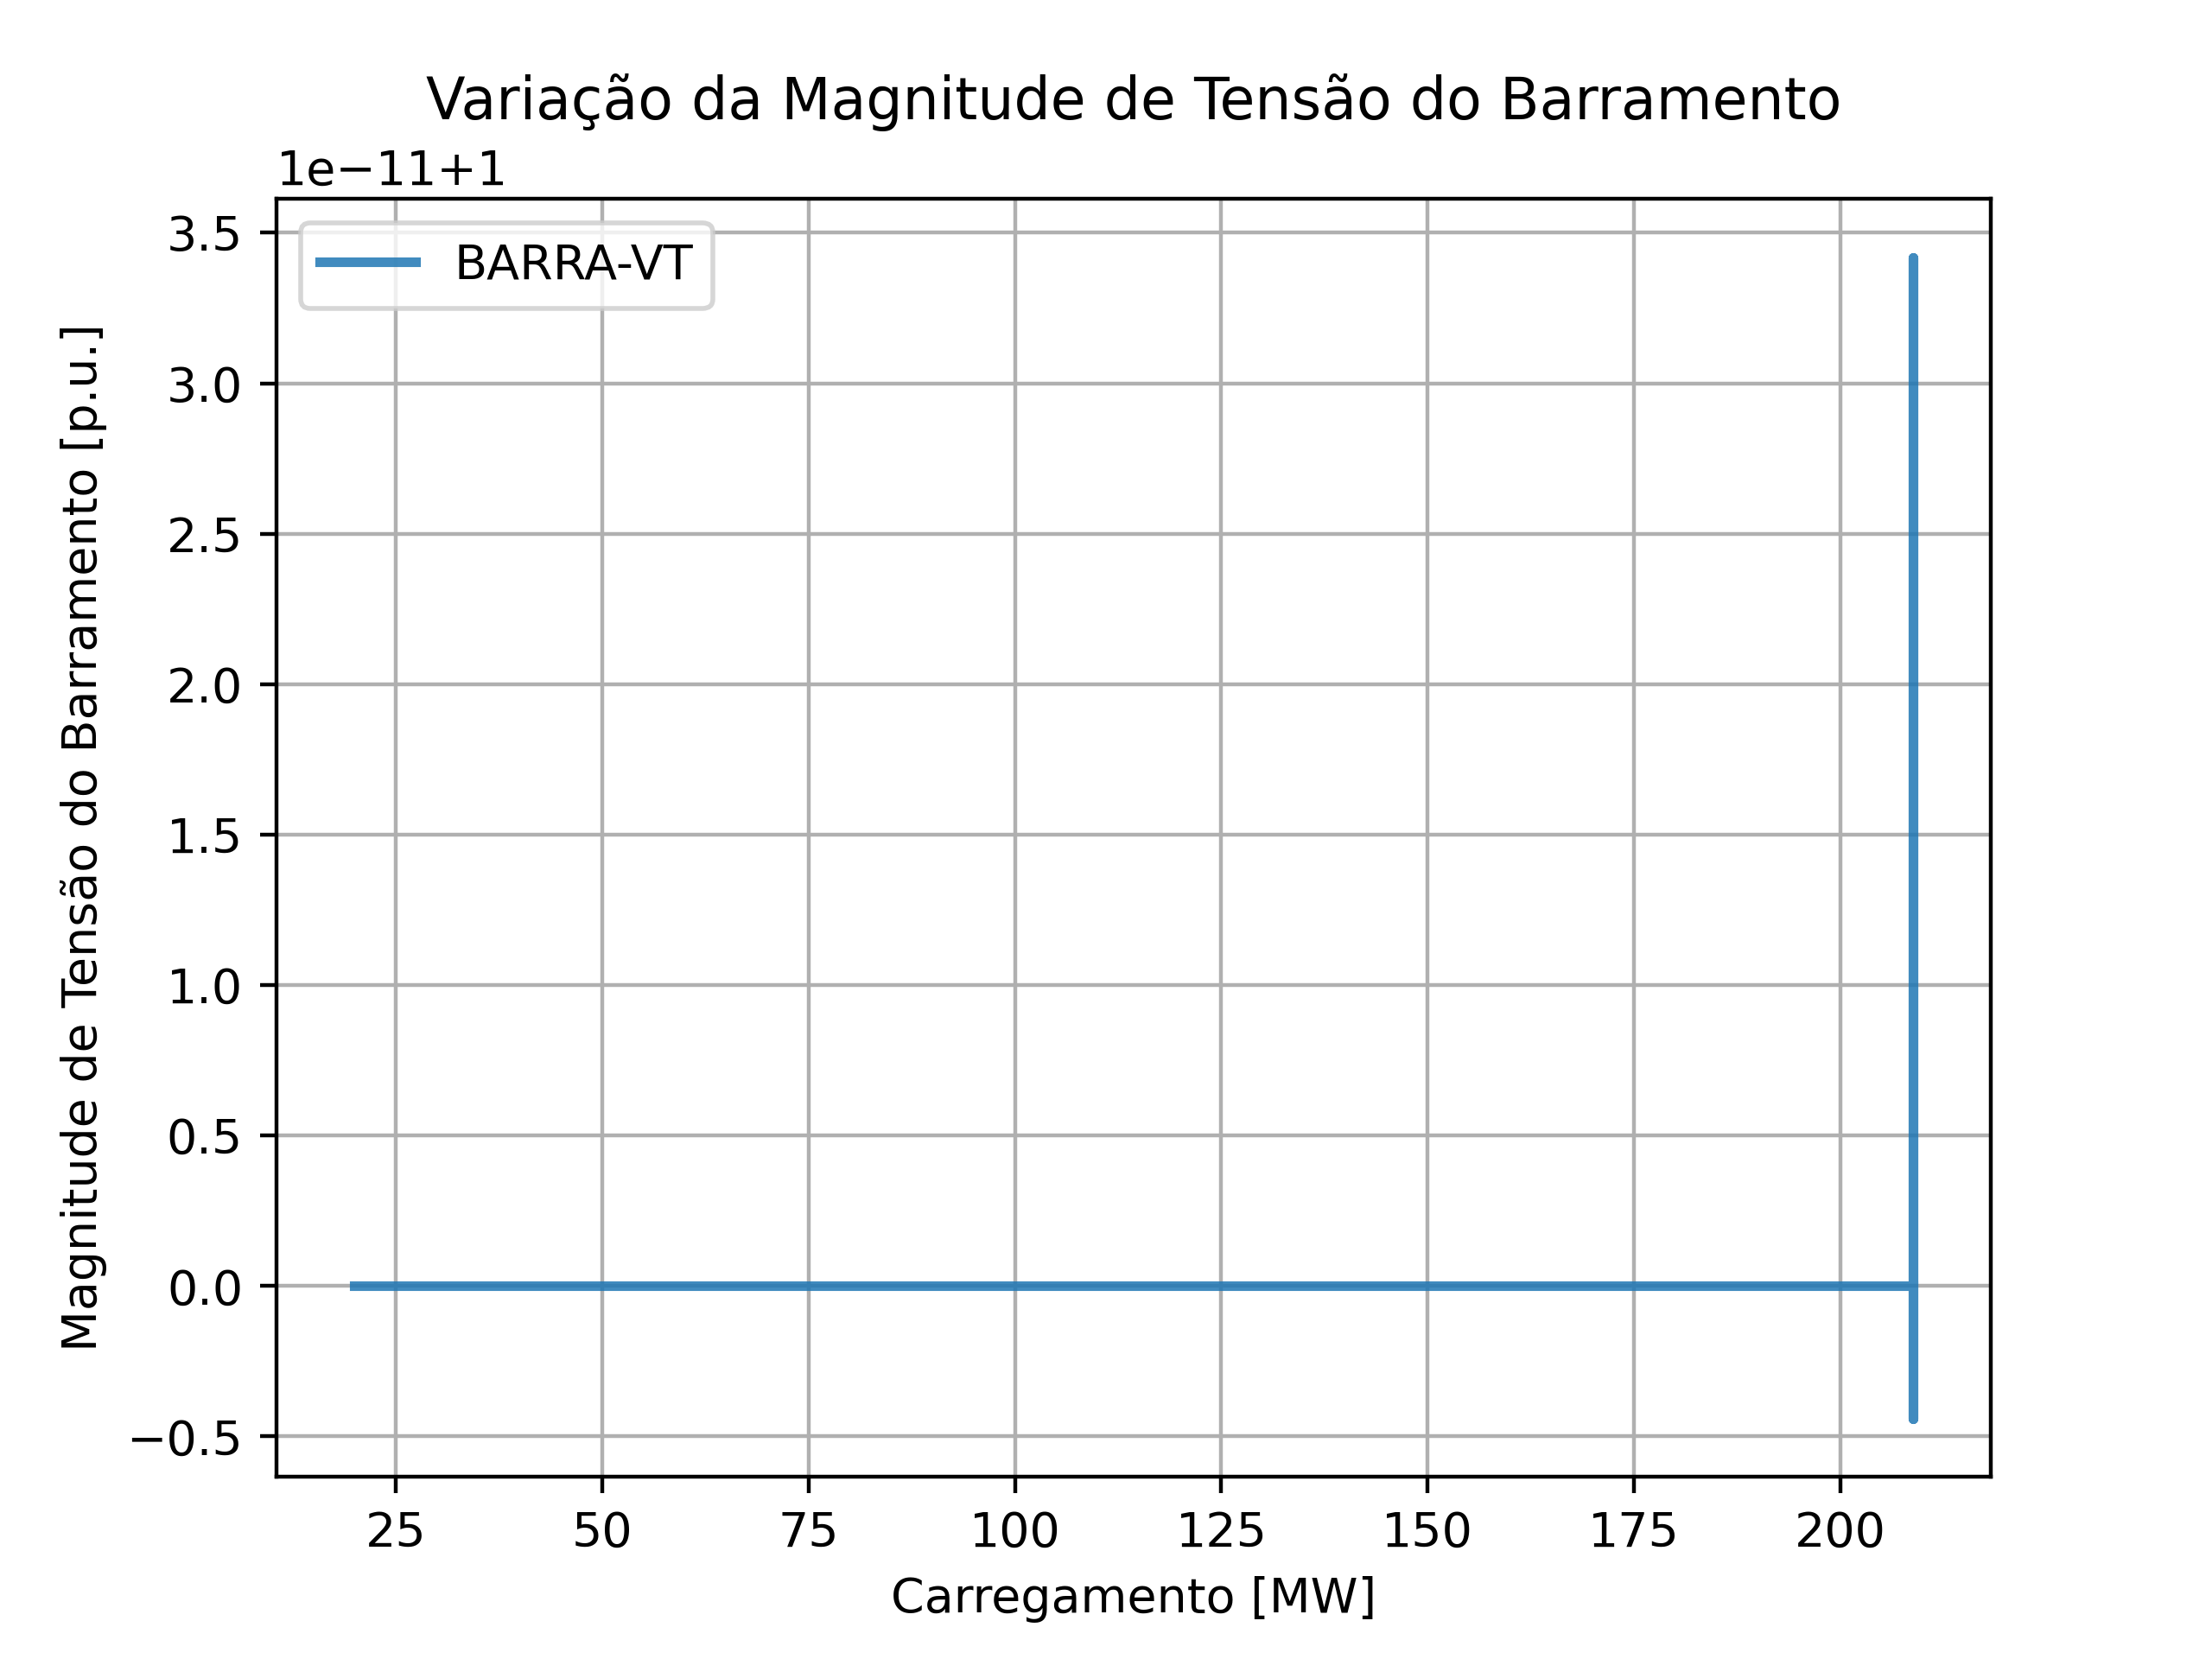 Variação da Magnitude de Tensão do Barramento
1e−11+1
BARRA-VT
Magnitude de Tensão do Barramento [p.u.]
3.5
3.0
2.5
2.0
1.5
1.0
0.5
0.0
−0.5
25 50 75 100 125 150 175 200
Carregamento [MW]